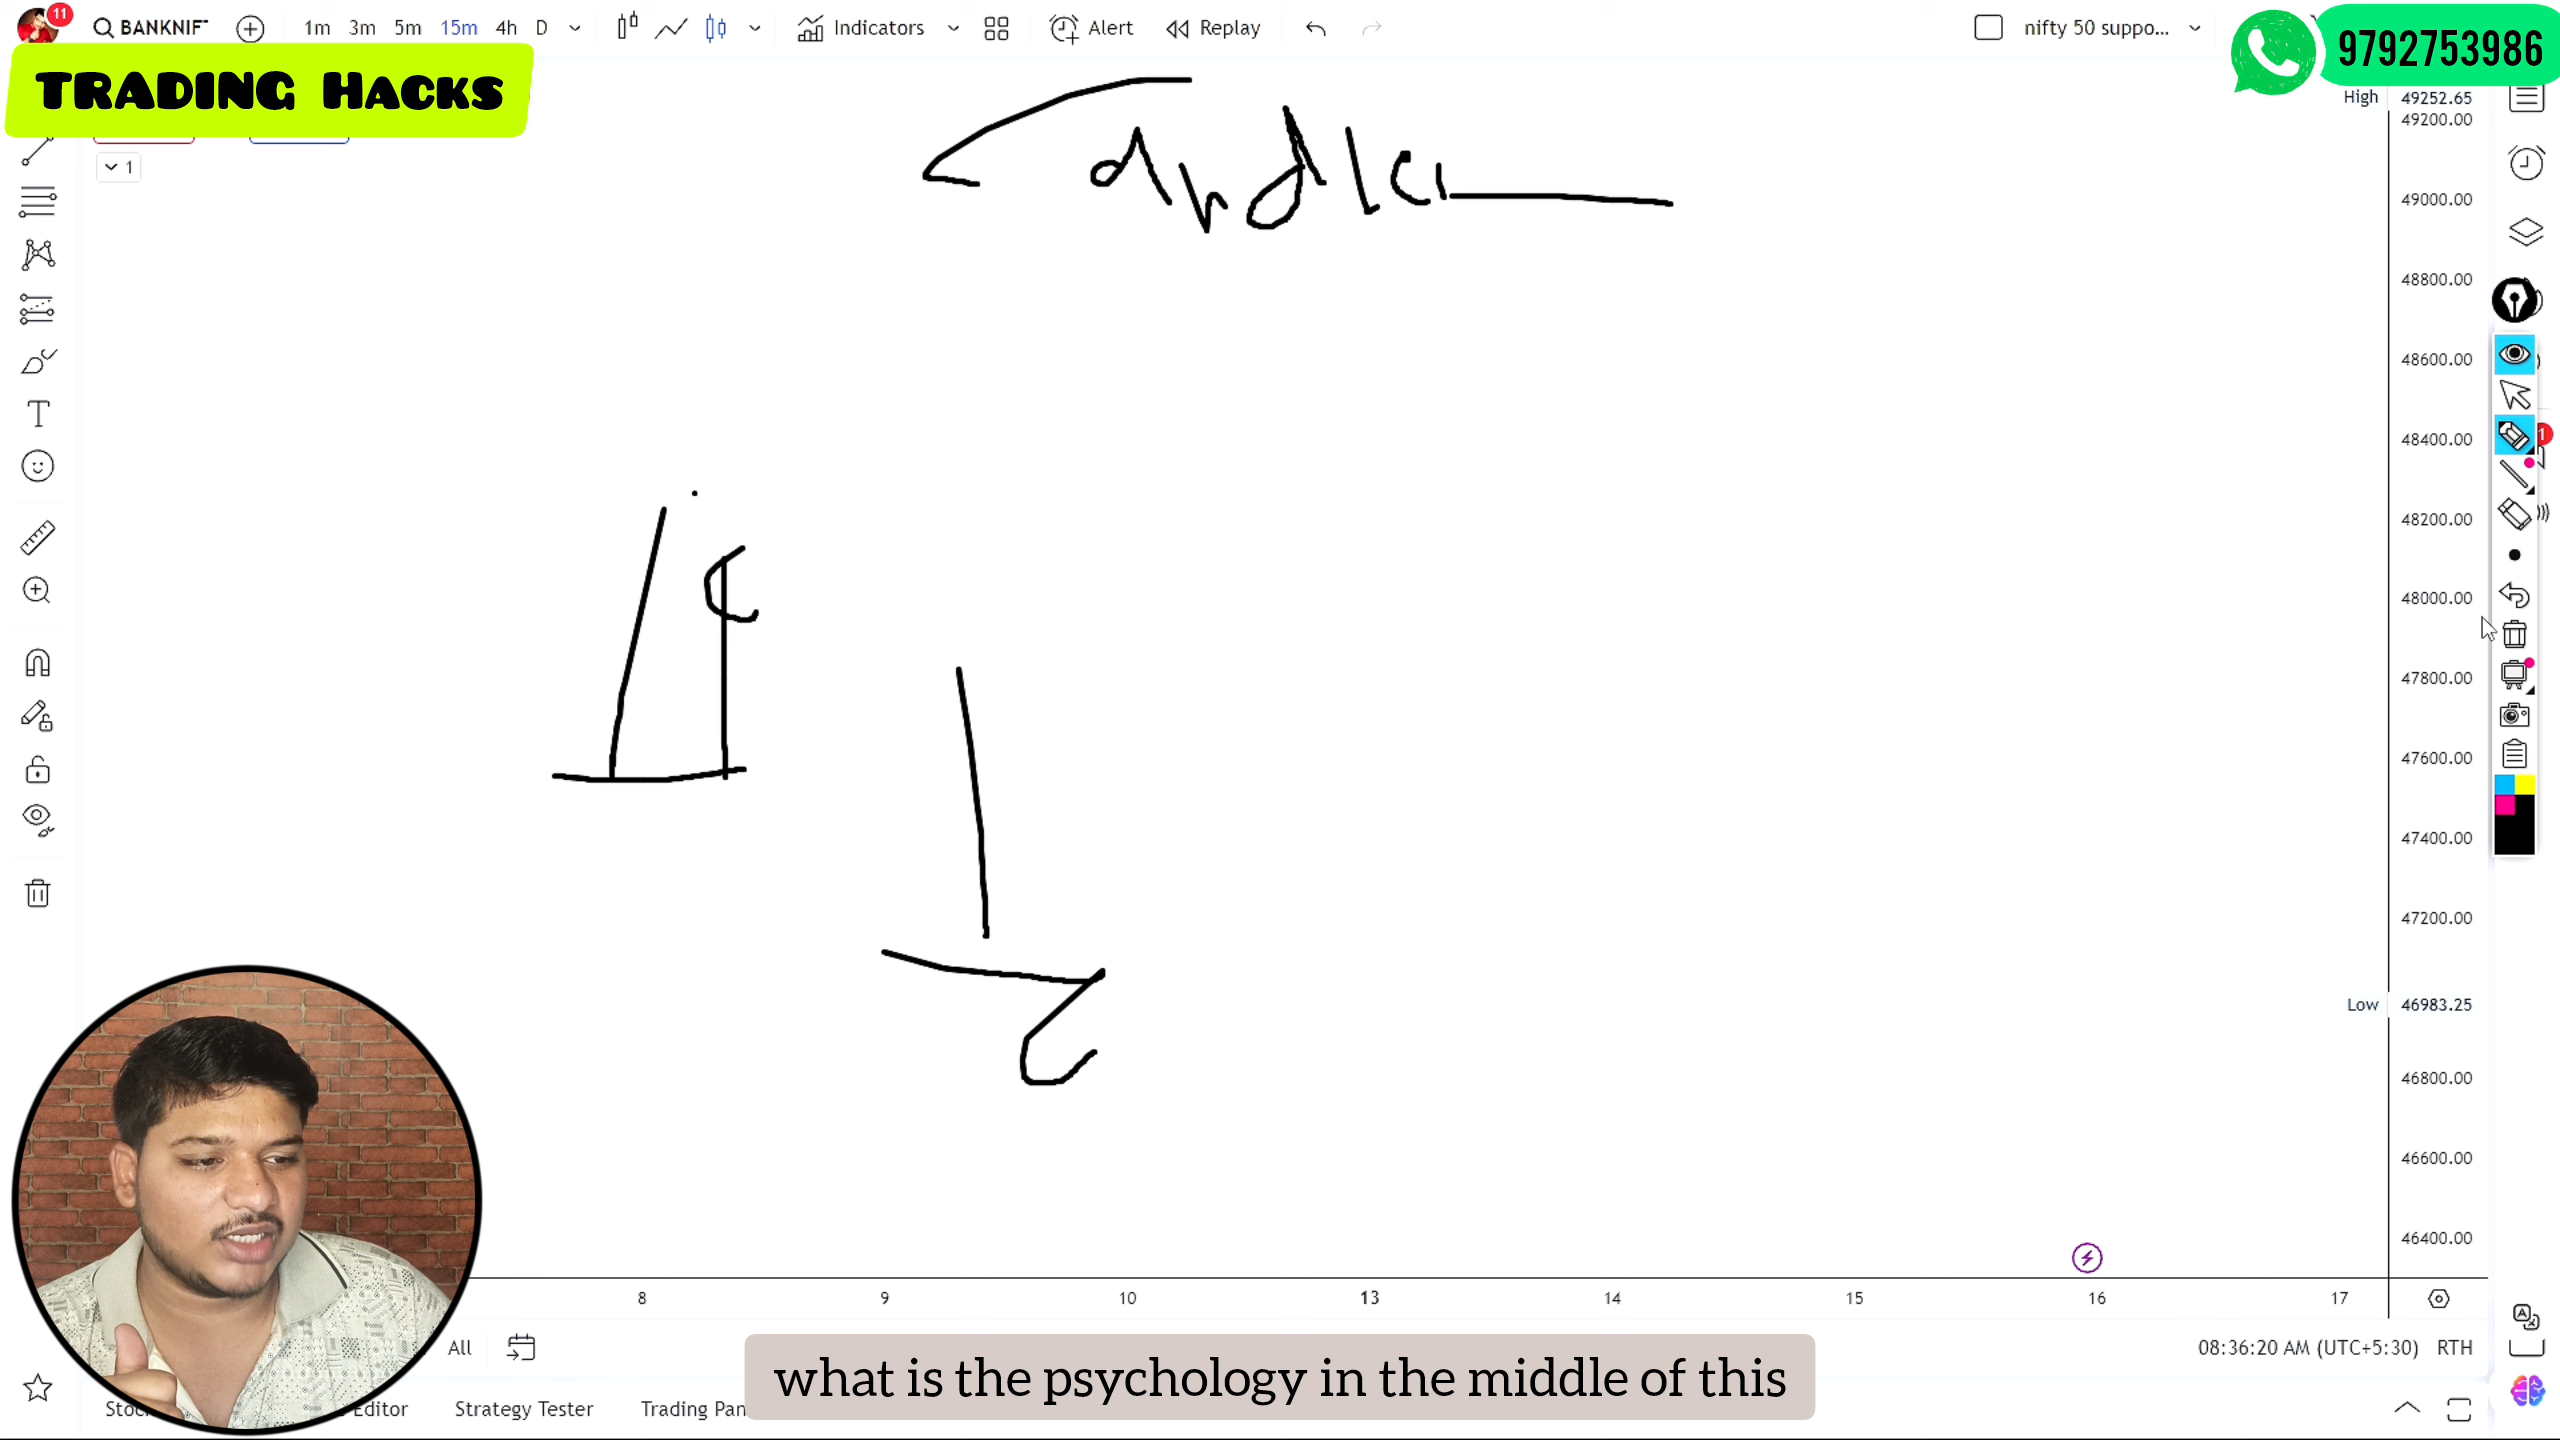 11
BANKNIF
1m 3m 5m 15m 4h D
Indicators
Alert
Replay
nifty 50 suppo...
9792753986
TRADING HACKS
1
High 49252.65
49200.00
49000.00
48800.00
48600.00
48400.00
1
48200.00
48000.00
47800.00
47600.00
47400.00
47200.00
Low 46983.25
46800.00
46600.00
46400.00
8 9 10 13 14 15 16 17
All
08:36:20 AM (UTC+5:30) RTH
what is the psychology in the middle of this
Editor Strategy Tester